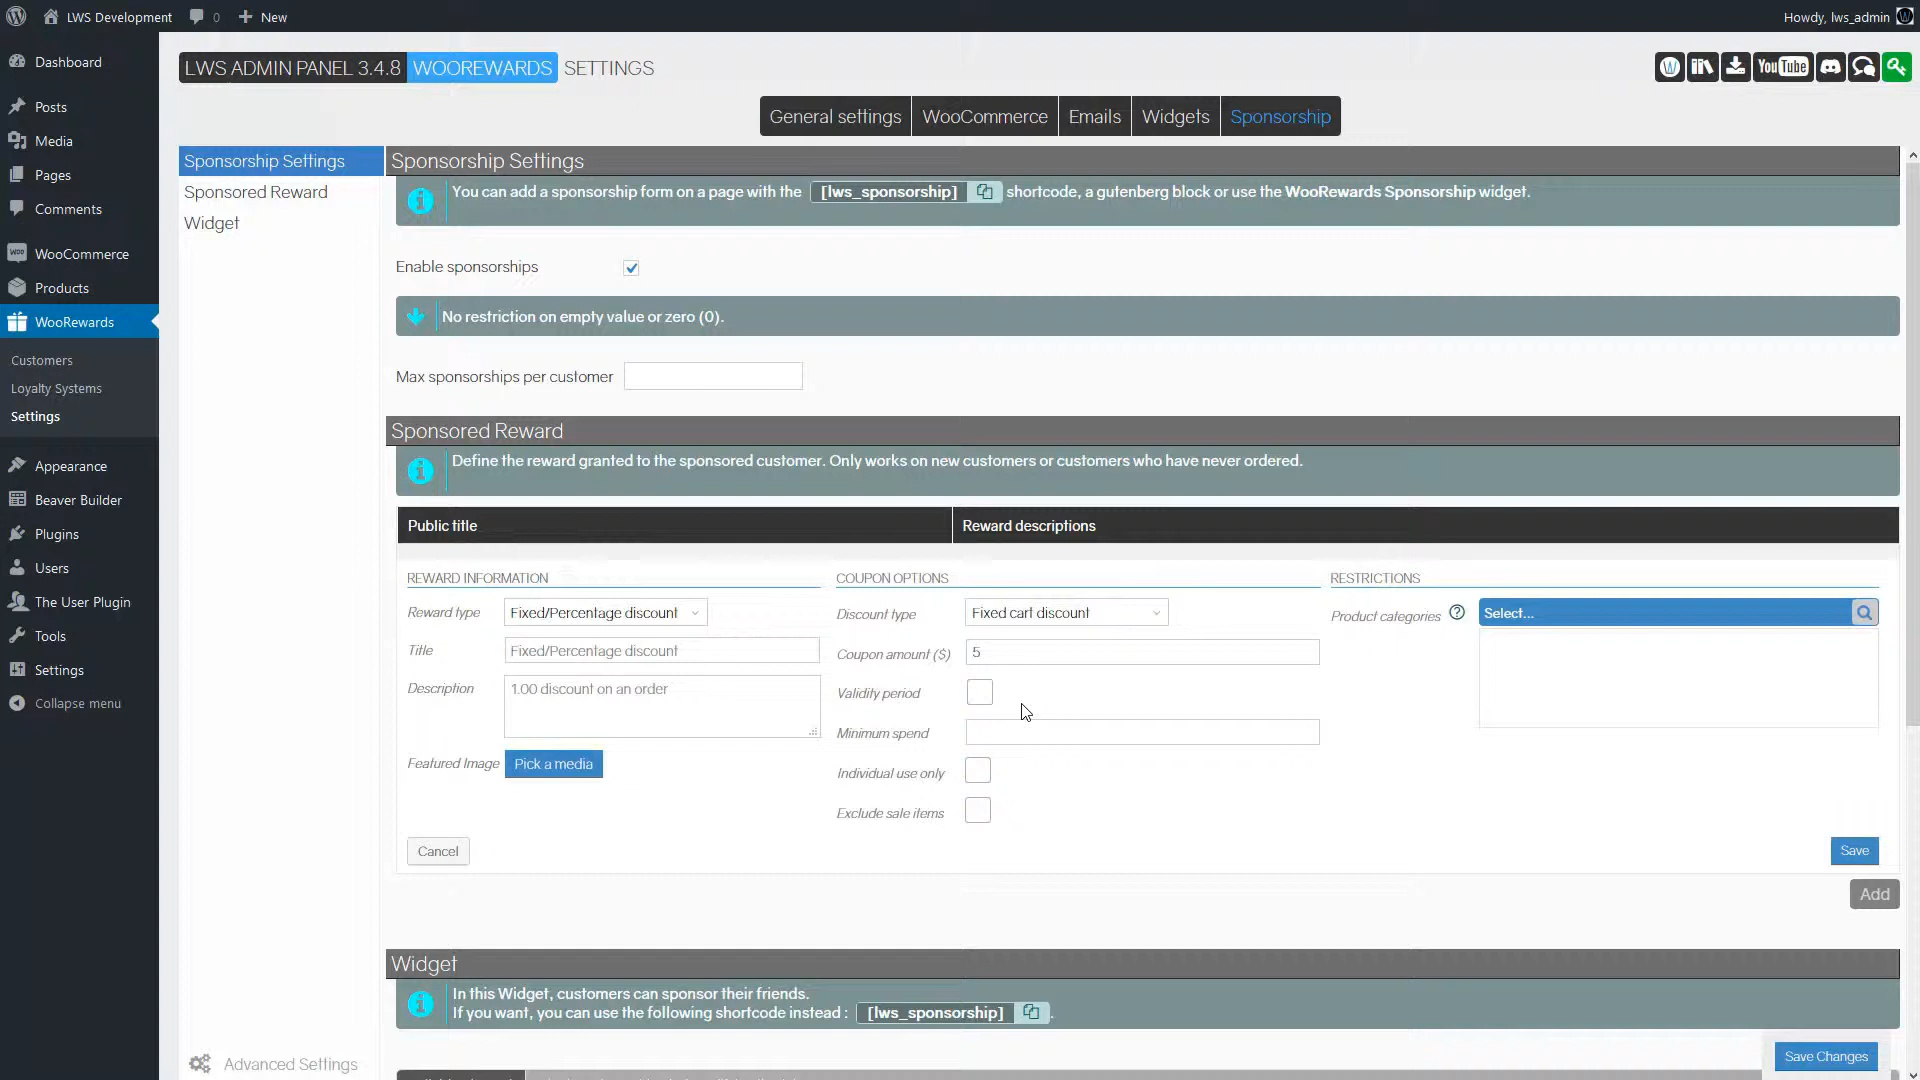 LWS Development
0
New
Howdy, lws_admin
Dashboard
Posts
Media
Pages
Comments
WooCommerce
Products
WooRewards
Customers
Loyalty Systems
Settings
Appearance
Beaver Builder
Plugins
Users
The User Plugin
Tools
Settings
Collapse menu
LWS ADMIN PANEL 3.4.8 WOOREWARDS SETTINGS
YouTube
General settings
WooCommerce
Emails
Widgets
Sponsorship
Sponsorship Settings
Sponsored Reward
Widget
Advanced Settings
Sponsorship Settings
You can add a sponsorship form on a page with the [lws_sponsorship] shortcode, a gutenberg block or use the WooRewards Sponsorship widget.
Enable sponsorships
No restriction on empty value or zero (0).
Max sponsorships per customer
Sponsored Reward
Define the reward granted to the sponsored customer. Only works on new customers or customers who have never ordered.
Public title
Reward descriptions
REWARD INFORMATION
Reward type
Fixed/Percentage discount
Title
Fixed/Percentage discount
Description
1.00 discount on an order
Featured Image
Pick a media
COUPON OPTIONS
Discount type
Fixed cart discount
Coupon amount ($)
5
Validity period
Minimum spend
Individual use only
Exclude sale items
RESTRICTIONS
Product categories
Select...
Cancel
Save
Add
Widget
In this Widget, customers can sponsor their friends.
If you want, you can use the following shortcode instead : [lws_sponsorship] .
Save Changes